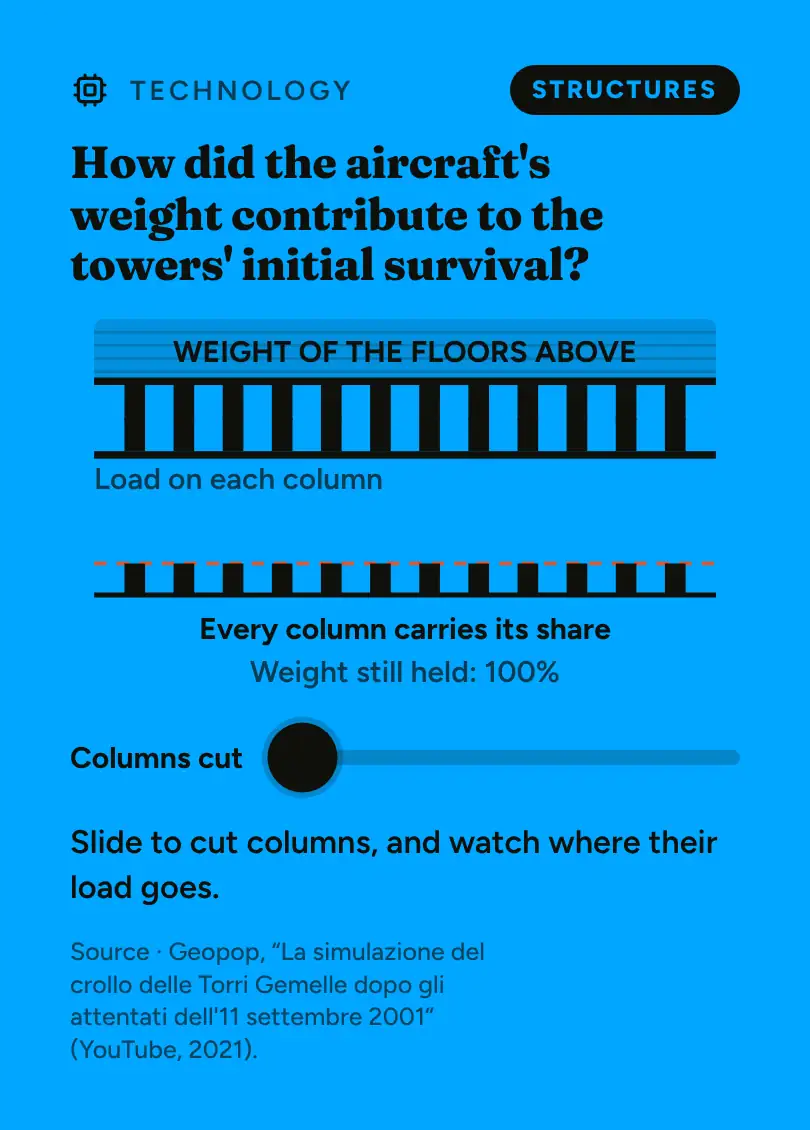 TECHNOLOGY
STRUCTURES
How did the aircraft's
weight contribute to the
towers' initial survival?
WEIGHT OF THE FLOORS ABOVE
Load on each column
Every column carries its share
Weight still held: 100%
Columns cut
Slide to cut columns, and watch where their
load goes.
Source · Geopop, “La simulazione del
crollo delle Torri Gemelle dopo gli
attentati dell'11 settembre 2001”
(YouTube, 2021).